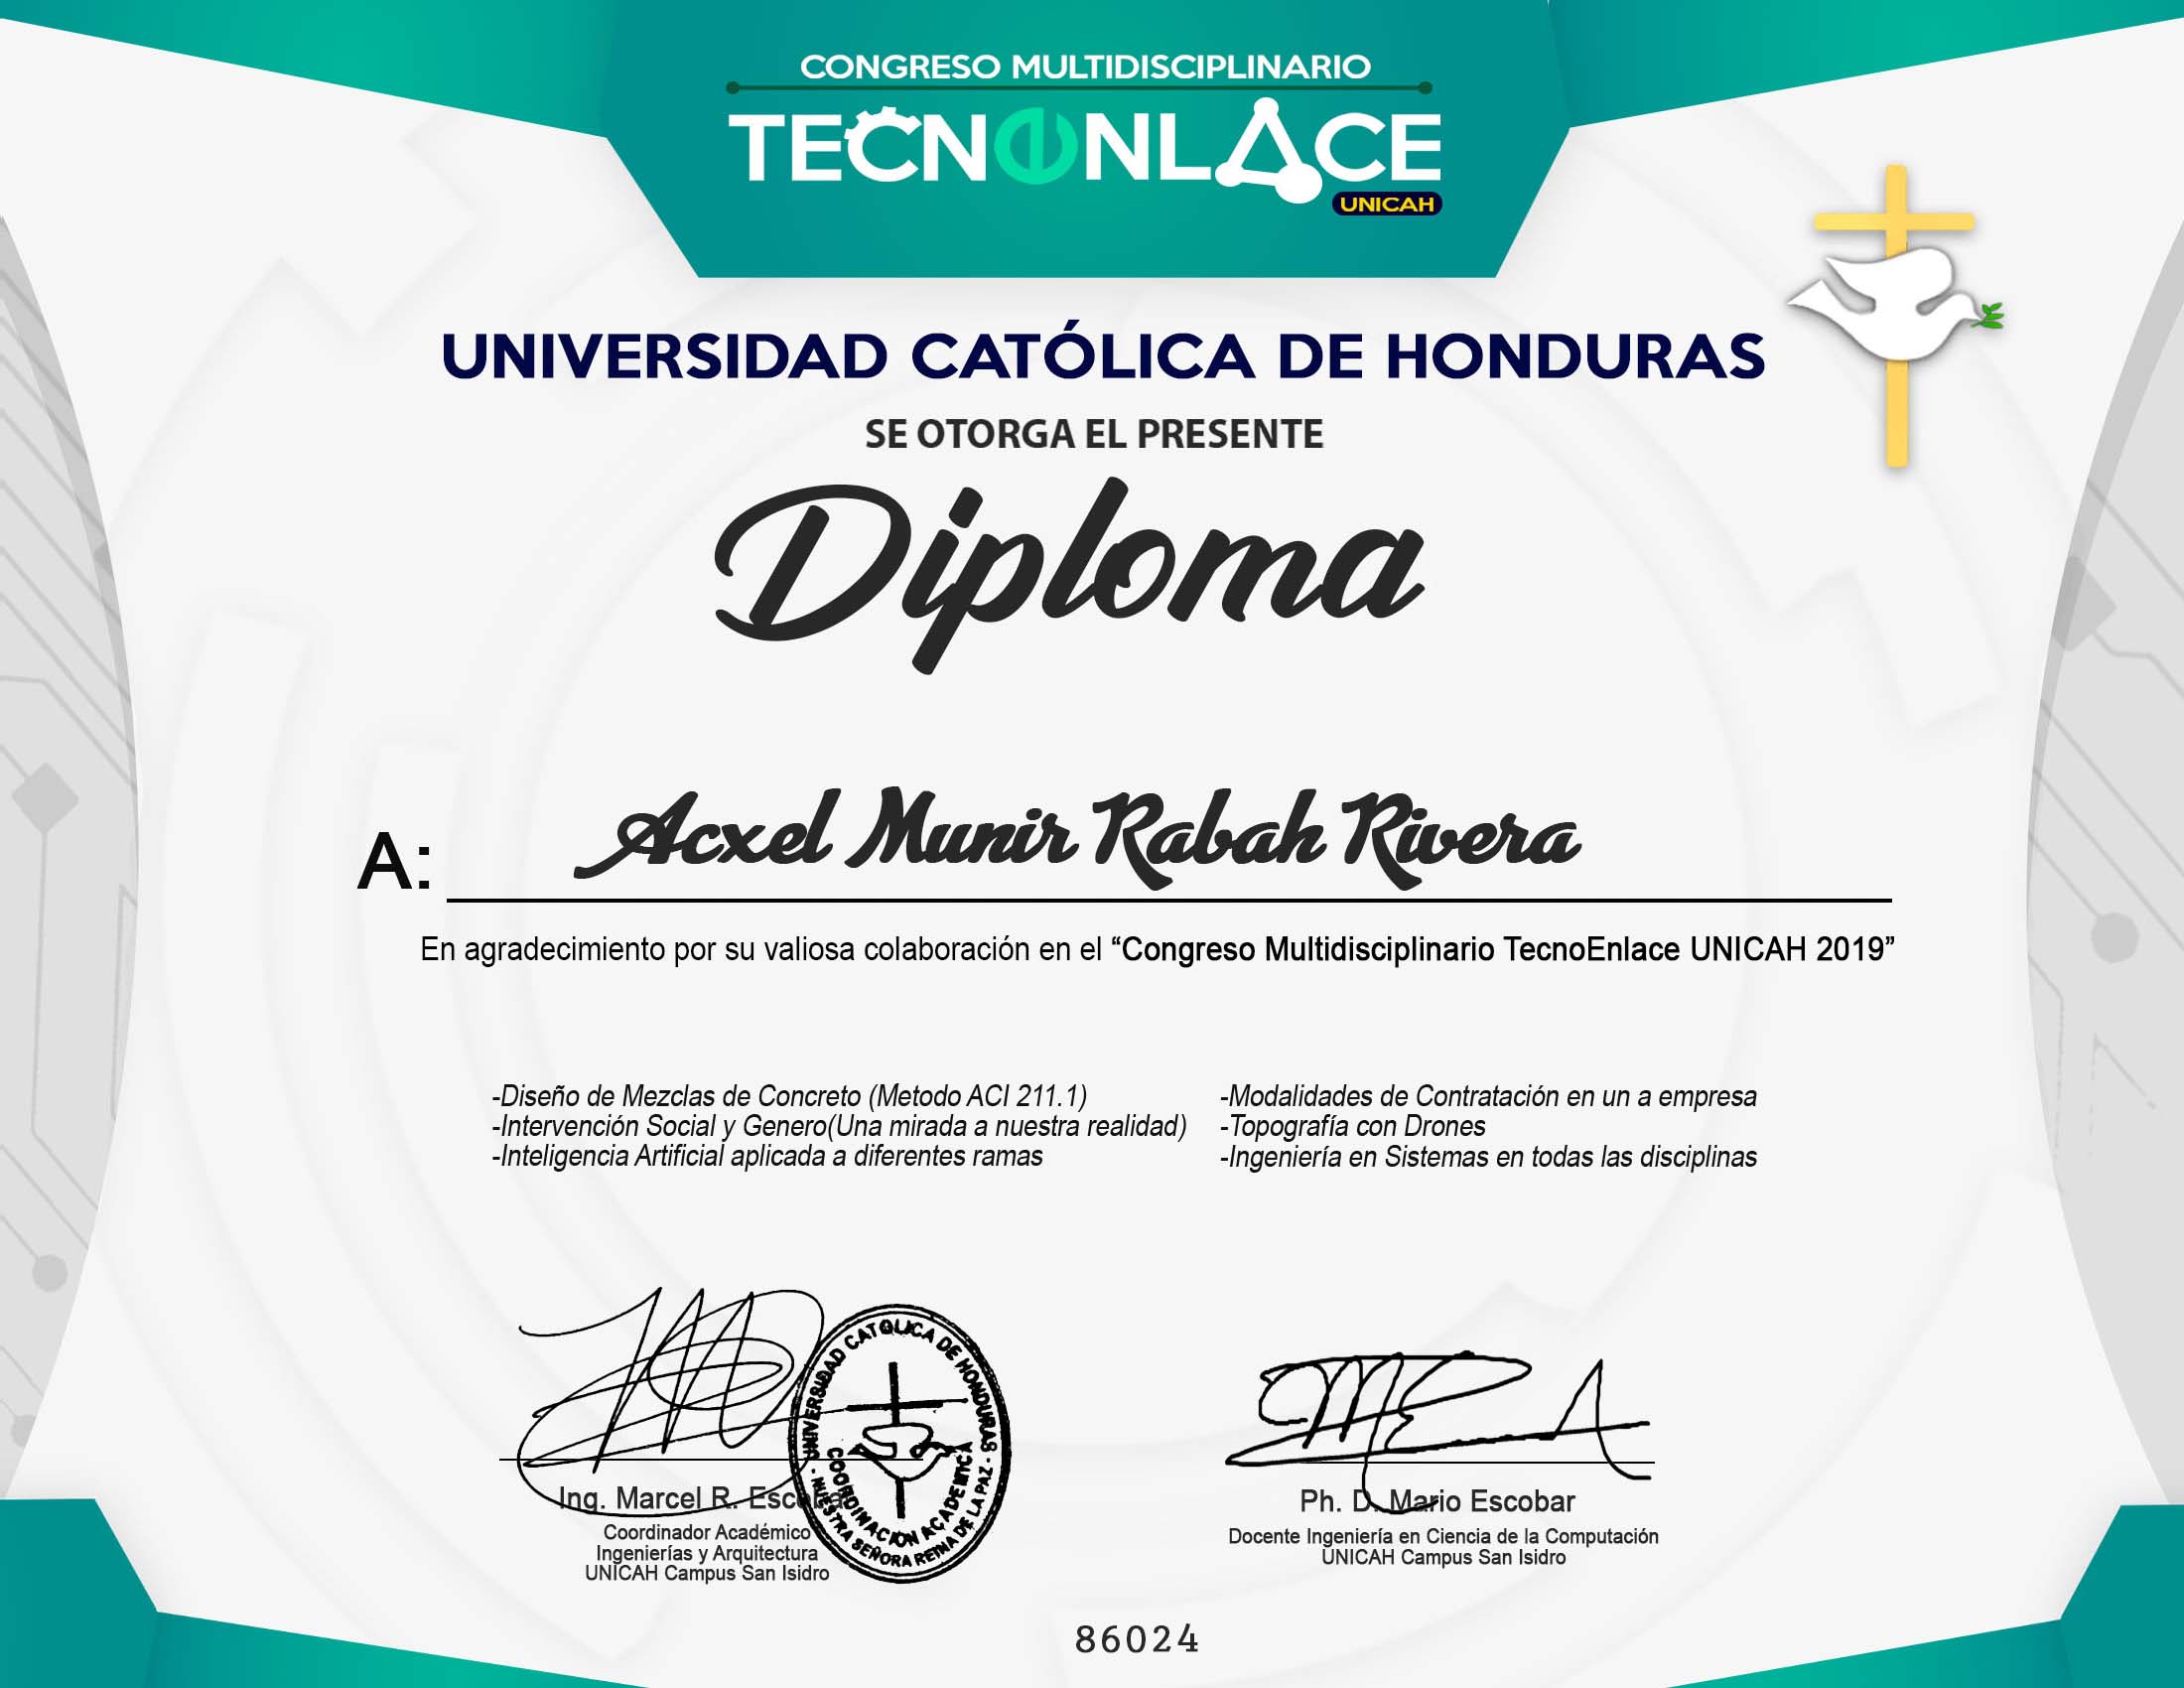 CONGRESO MULTIDISCIPLINARIO
TECNOENLACE
UNICAH
UNIVERSIDAD CATÓLICA DE HONDURAS
SE OTORGA EL PRESENTE
Diploma
A: Acxel Munir Rabah Rivera
En agradecimiento por su valiosa colaboración en el “Congreso Multidisciplinario TecnoEnlace UNICAH 2019”
-Diseño de Mezclas de Concreto (Metodo ACI 211.1)
-Intervención Social y Genero(Una mirada a nuestra realidad)
-Inteligencia Artificial aplicada a diferentes ramas
-Modalidades de Contratación en un a empresa
-Topografía con Drones
-Ingeniería en Sistemas en todas las disciplinas
Ing. Marcel R. Escobar
Coordinador Académico
Ingenierías y Arquitectura
UNICAH Campus San Isidro
UNIVERSIDAD CATOLICA DE HONDURAS
- NUESTRA SEÑORA REINA DE LA PAZ -
COORDINACION ACADEMICA
Ph. D. Mario Escobar
Docente Ingeniería en Ciencia de la Computación
UNICAH Campus San Isidro
86024